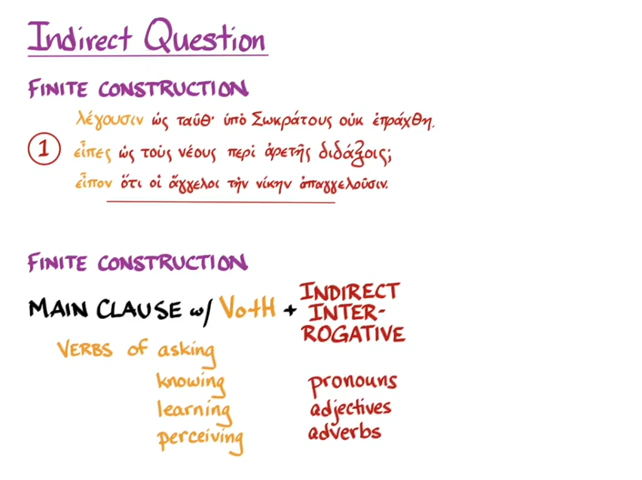 Indirect Question
FINITE CONSTRUCTION
λέγουσιν ὡς ταῦθ' ὑπὸ Σωκράτους οὐκ ἐπράχθη.
1 εἶπες ὡς τοὺς νέους περὶ ἀρετῆς διδάξοις;
εἶπον ὅτι οἱ ἄγγελοι τὴν νίκην ἀπαγγελοῦσιν.
FINITE CONSTRUCTION
MAIN CLAUSE w/ VotH + INDIRECT
INTER-
ROGATIVE
VERBS of asking
knowing pronouns
learning adjectives
perceiving adverbs